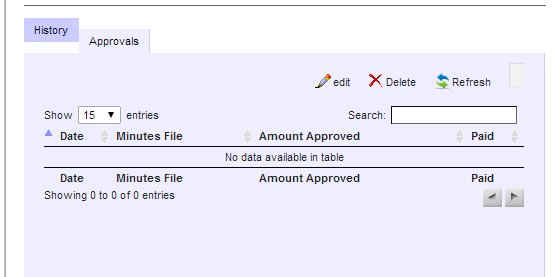 History
Approvals
edit Delete Refresh
Show 15 entries Search:
Date Minutes File Amount Approved Paid
No data available in table
Date Minutes File Amount Approved Paid
Showing 0 to 0 of 0 entries